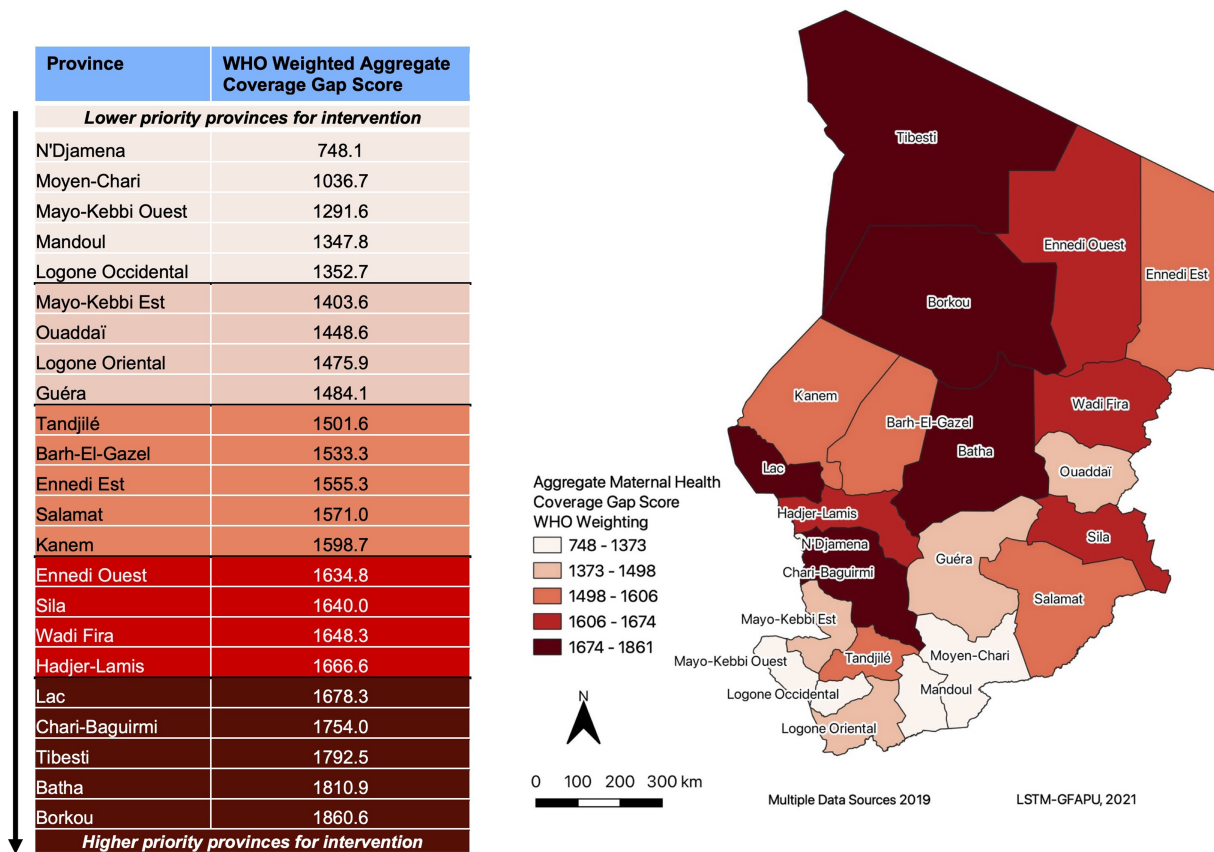 Province WHO Weighted Aggregate
Coverage Gap Score
Lower priority provinces for intervention
N'Djamena 748.1
Moyen-Chari 1036.7
Mayo-Kebbi Ouest 1291.6
Mandoul 1347.8
Logone Occidental 1352.7
Mayo-Kebbi Est 1403.6
Ouaddaï 1448.6
Logone Oriental 1475.9
Guéra 1484.1
Tandjilé 1501.6
Barh-El-Gazel 1533.3
Ennedi Est 1555.3
Salamat 1571.0
Kanem 1598.7
Ennedi Ouest 1634.8
Sila 1640.0
Wadi Fira 1648.3
Hadjer-Lamis 1666.6
Lac 1678.3
Chari-Baguirmi 1754.0
Tibesti 1792.5
Batha 1810.9
Borkou 1860.6
Higher priority provinces for intervention
Tibesti
Ennedi Ouest
Ennedi Est
Borkou
Kanem
Wadi Fira
Barh-El-Gazel
Batha
Lac
Ouaddaï
Hadjer-Lamis
Sila
N'Djamena
Guéra
Chari-Baguirmi
Salamat
Mayo-Kebbi Est
Moyen-Chari
Tandjilé
Mayo-Kebbi Ouest
Mandoul
Logone Occidental
Logone Oriental
Aggregate Maternal Health
Coverage Gap Score
WHO Weighting
748 - 1373
1373 - 1498
1498 - 1606
1606 - 1674
1674 - 1861
N
0 100 200 300 km
Multiple Data Sources 2019 LSTM-GFAPU, 2021